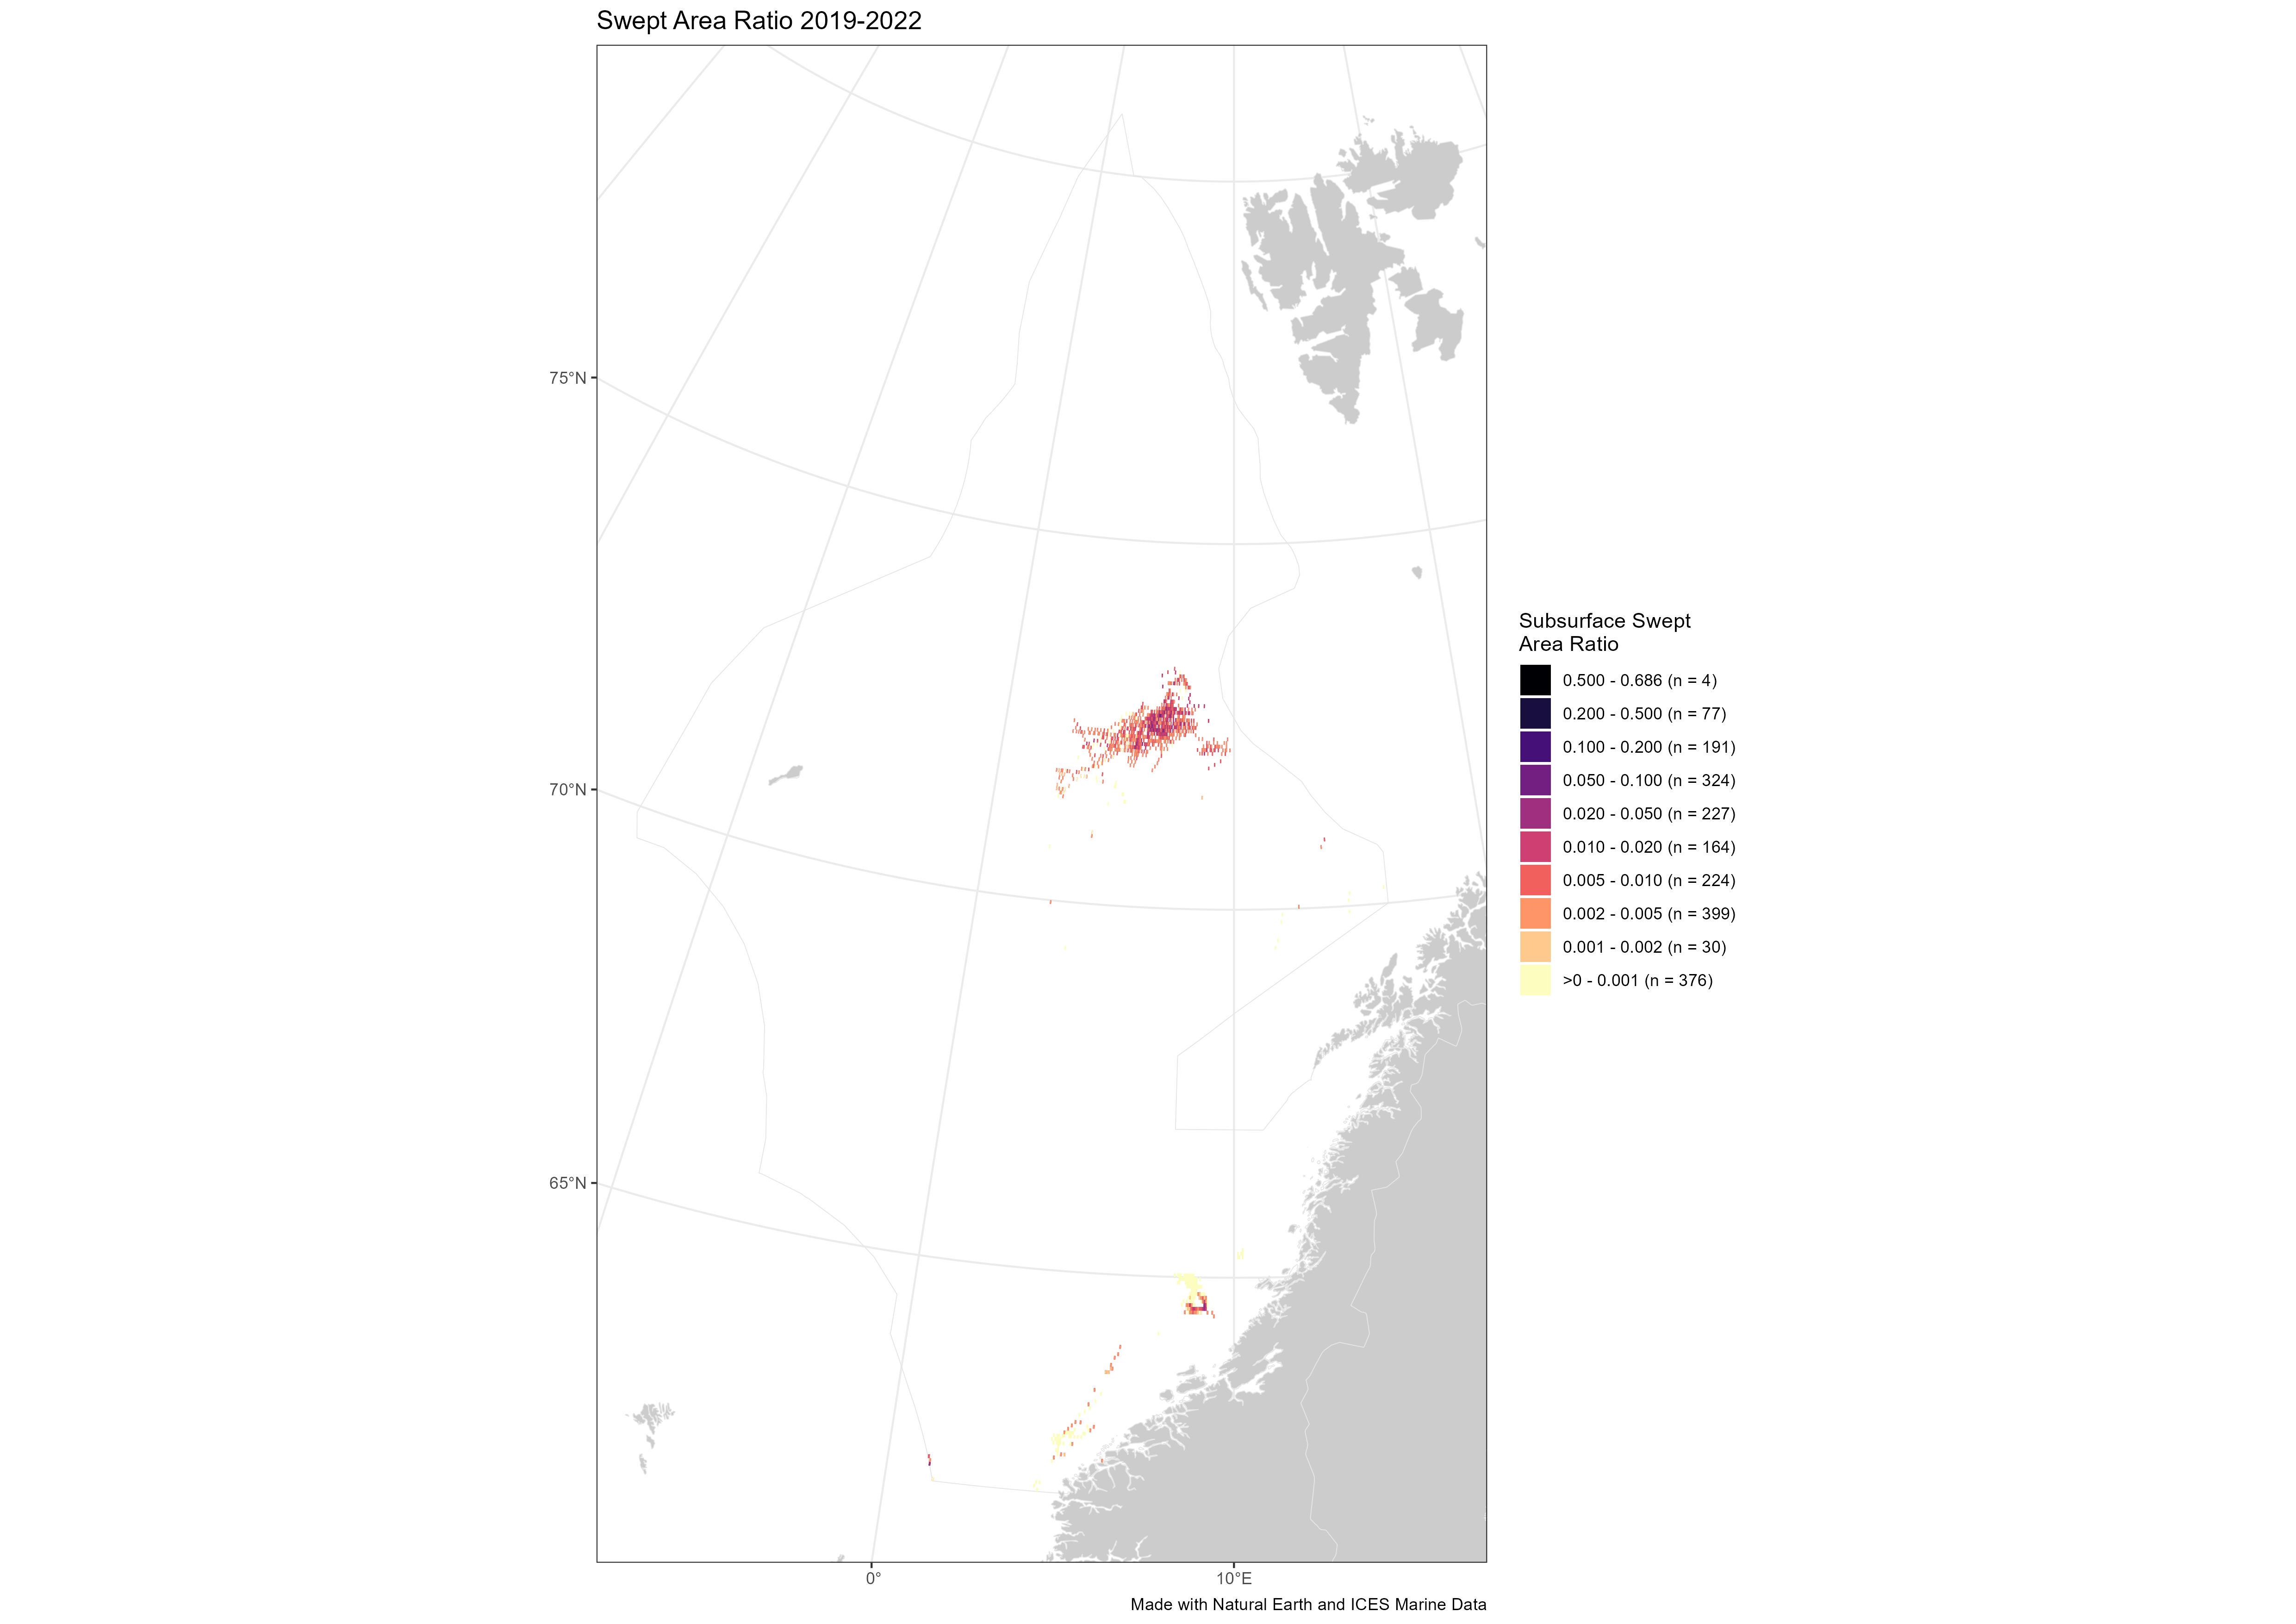 Swept Area Ratio 2019-2022
75°N
70°N
65°N
0°
10°E
Subsurface Swept
Area Ratio
0.500 - 0.686 (n = 4)
0.200 - 0.500 (n = 77)
0.100 - 0.200 (n = 191)
0.050 - 0.100 (n = 324)
0.020 - 0.050 (n = 227)
0.010 - 0.020 (n = 164)
0.005 - 0.010 (n = 224)
0.002 - 0.005 (n = 399)
0.001 - 0.002 (n = 30)
>0 - 0.001 (n = 376)
Made with Natural Earth and ICES Marine Data